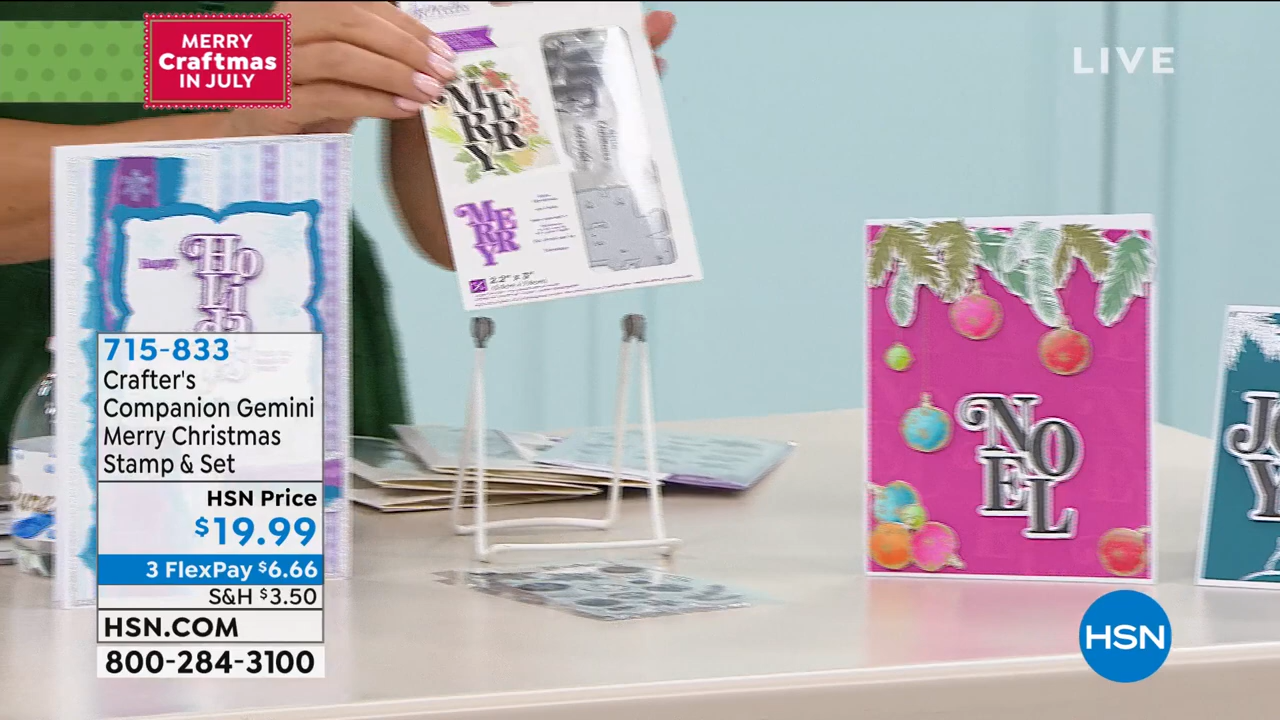 MERRY
Craftmas
IN JULY
LIVE
MERRY
MERRY
2.2" x 3"
HOLI
715-833
Crafter's
Companion Gemini
Merry Christmas
Stamp & Set
HSN Price
$19.99
3 FlexPay $6.66
S&H $3.50
HSN.COM
800-284-3100
NOEL
JOY
HSN